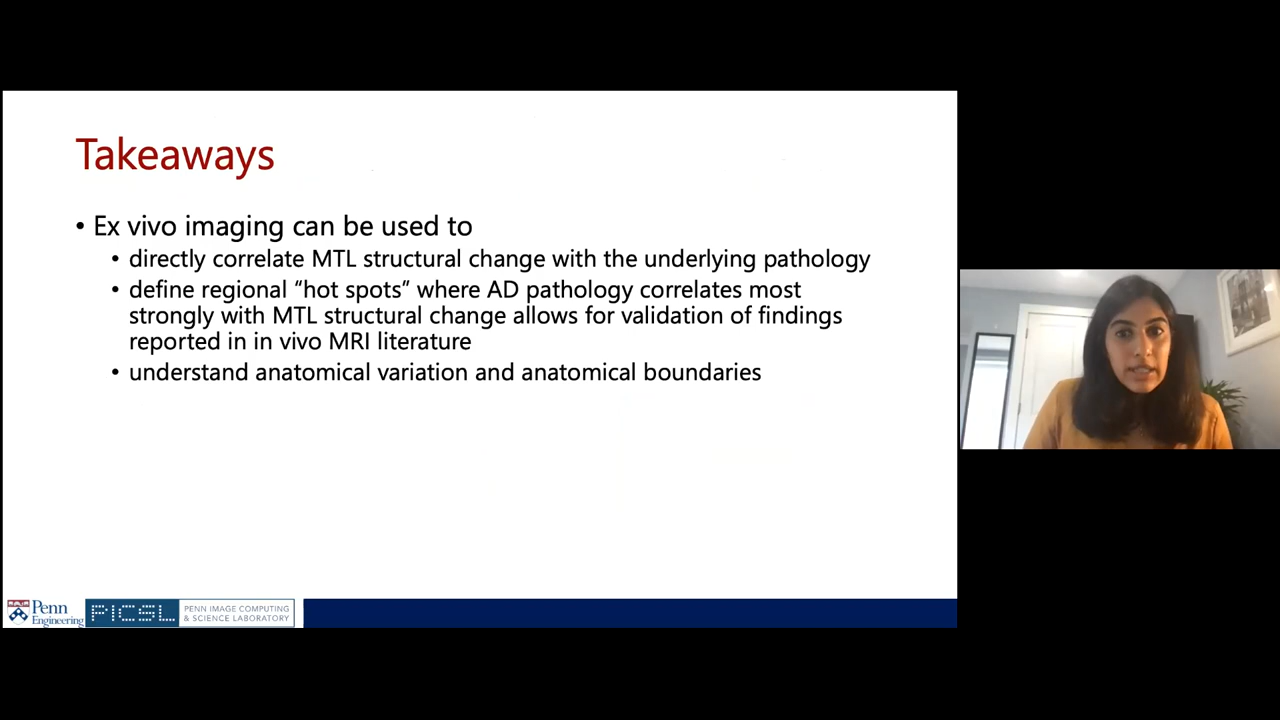 Takeaways
• Ex vivo imaging can be used to
• directly correlate MTL structural change with the underlying pathology
• define regional “hot spots” where AD pathology correlates most
strongly with MTL structural change allows for validation of findings
reported in in vivo MRI literature
• understand anatomical variation and anatomical boundaries
Penn
Engineering
PICSL
PENN IMAGE COMPUTING
& SCIENCE LABORATORY